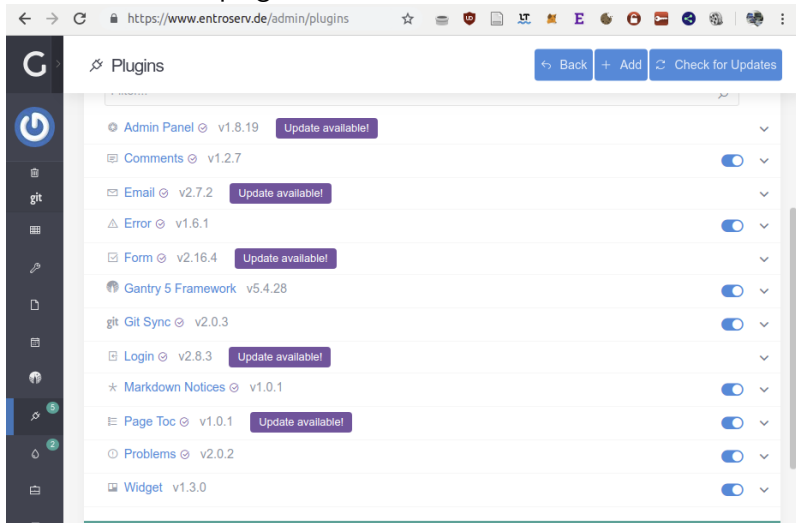 https://www.entroserv.de/admin/plugins
Plugins
Back
Add
Check for Updates
Admin Panel v1.8.19 Update available!
Comments v1.2.7
Email v2.7.2 Update available!
git
Error v1.6.1
Form v2.16.4 Update available!
Gantry 5 Framework v5.4.28
git Git Sync v2.0.3
Login v2.8.3 Update available!
Markdown Notices v1.0.1
5
Page Toc v1.0.1 Update available!
2
Problems v2.0.2
Widget v1.3.0